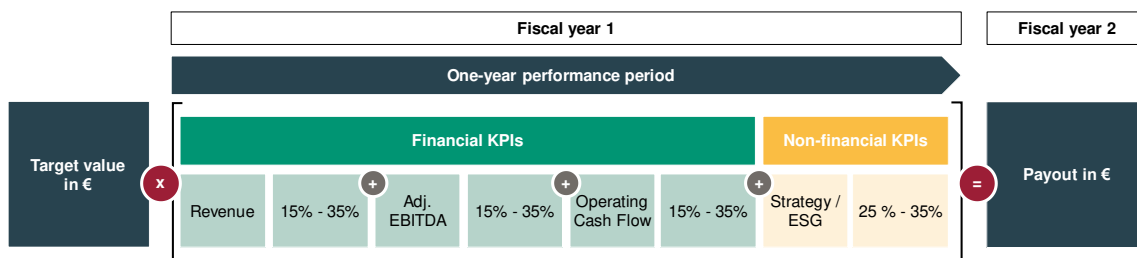 Fiscal year 1
Fiscal year 2
One-year performance period
Target value
in €
x
Financial KPIs
Non-financial KPIs
Revenue
15% - 35%
+
Adj.
EBITDA
15% - 35%
+
Operating
Cash Flow
15% - 35%
+
Strategy /
ESG
25 % - 35%
=
Payout in €